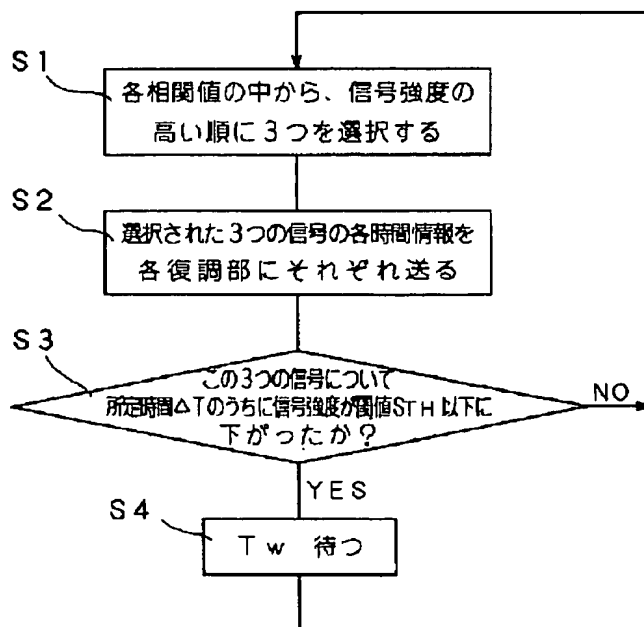 S1
各相関値の中から、信号強度の
高い順に3つを選択する
S2
選択された3つの信号の各時間情報を
各復調部にそれぞれ送る
S3
この3つの信号について
所定時間△Tのうちに信号強度が閾値STH以下に
下がったか?
NO
YES
S4
Tw 待つ